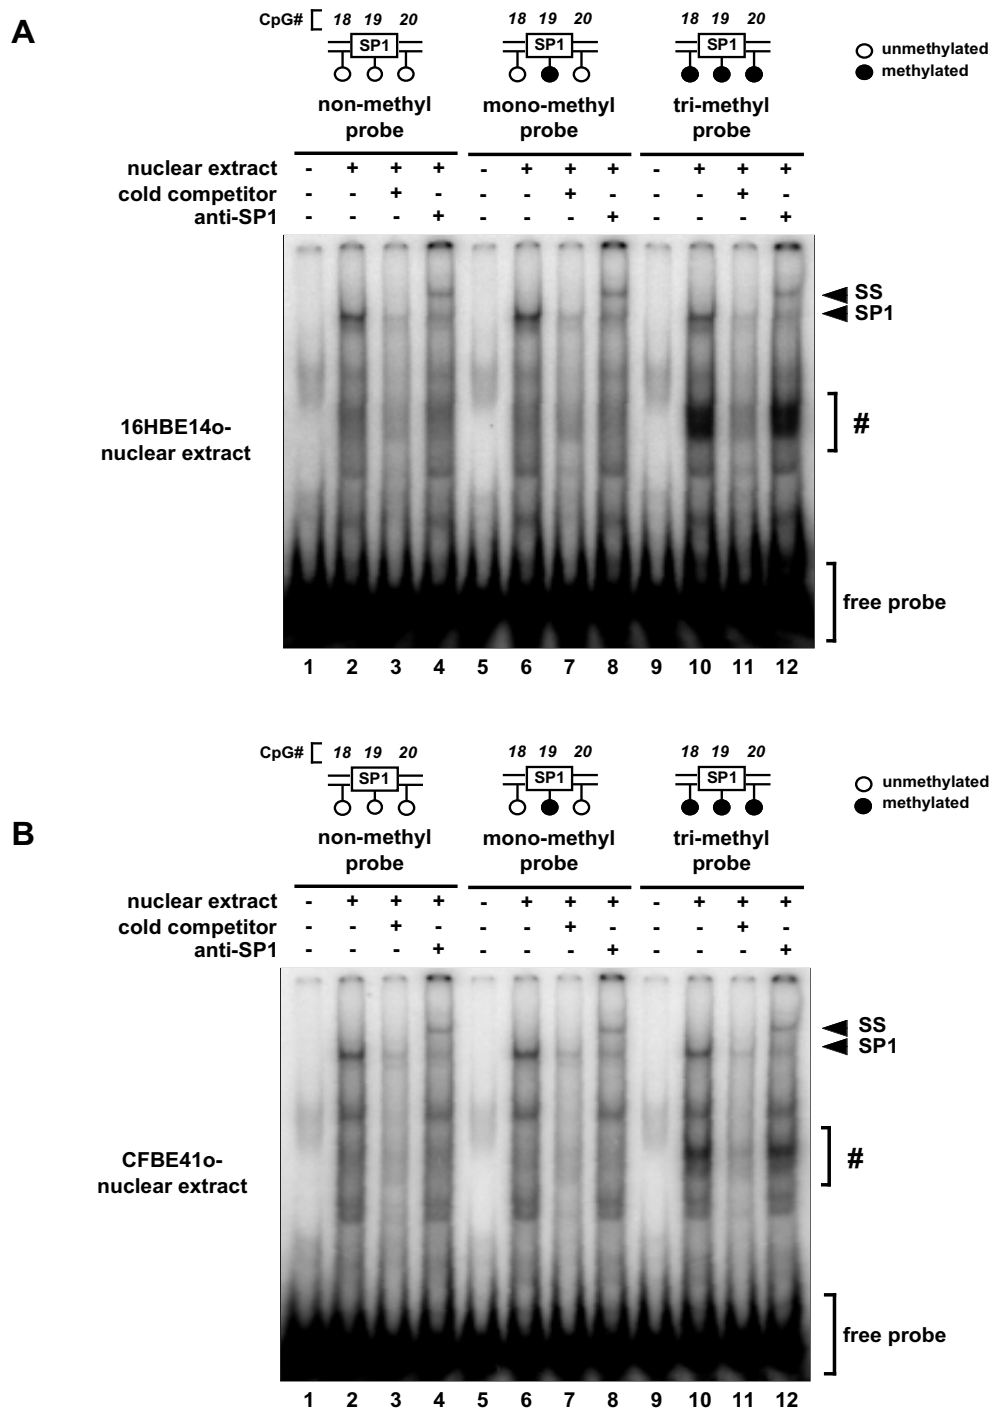 A
CpG# 18 19 20 18 19 20 18 19 20
SP1 SP1 SP1
unmethylated
methylated
non-methyl probe
mono-methyl probe
tri-methyl probe
nuclear extract - + + + - + + + - + + +
cold competitor - - + - - - + - - - + -
anti-SP1 - - - + - - - + - - - +
SS
SP1
16HBE14o-
nuclear extract
#
free probe
1 2 3 4 5 6 7 8 9 10 11 12
B
CpG# 18 19 20 18 19 20 18 19 20
SP1 SP1 SP1
unmethylated
methylated
non-methyl probe
mono-methyl probe
tri-methyl probe
nuclear extract - + + + - + + + - + + +
cold competitor - - + - - - + - - - + -
anti-SP1 - - - + - - - + - - - +
SS
SP1
CFBE41o-
nuclear extract
#
free probe
1 2 3 4 5 6 7 8 9 10 11 12